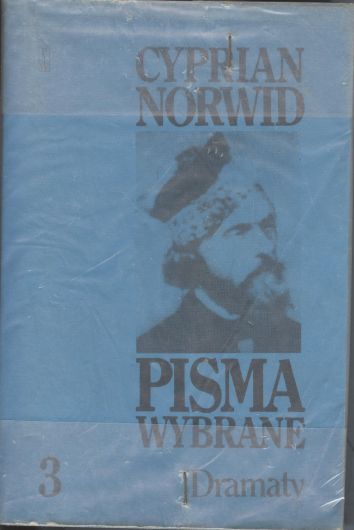 CYPRIAN
NORWID
PISMA
WYBRANE
3
Dramaty